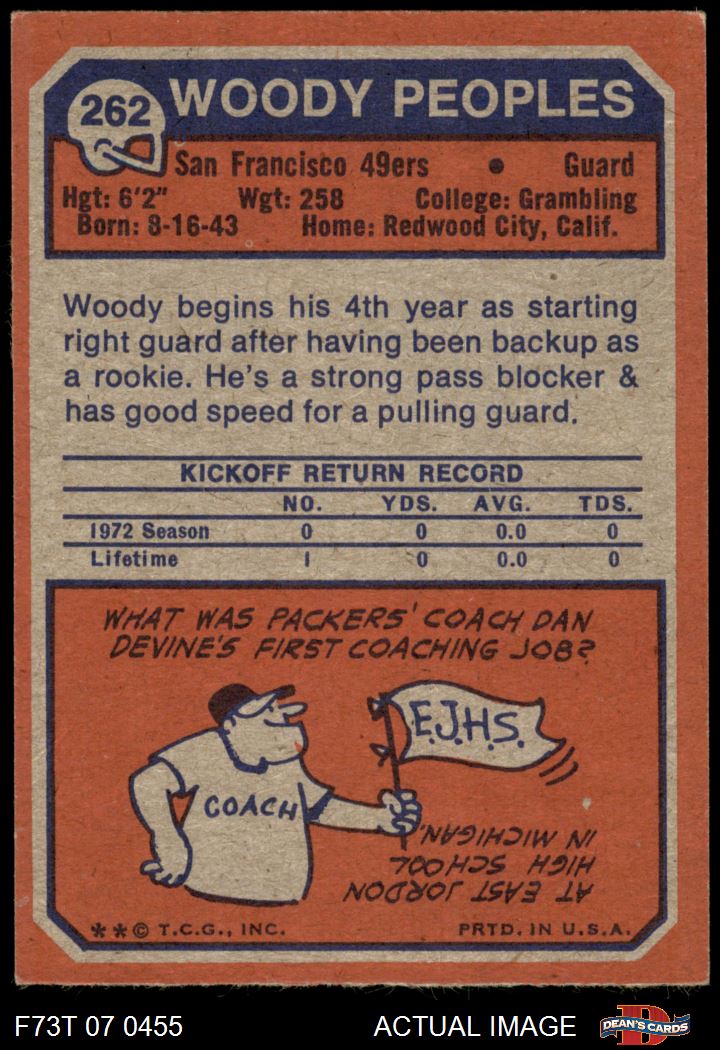 262
WOODY PEOPLES
San Francisco 49ers • Guard
Hgt: 6'2" Wgt: 258 College: Grambling
Born: 8-16-43 Home: Redwood City, Calif.
Woody begins his 4th year as starting
right guard after having been backup as
a rookie. He's a strong pass blocker &
has good speed for a pulling guard.
KICKOFF RETURN RECORD
NO. YDS. AVG. TDS.
1972 Season 0 0 0.0 0
Lifetime 1 0 0.0 0
WHAT WAS PACKERS' COACH DAN
DEVINE'S FIRST COACHING JOB?
E.J.H.S.
COACH
AT EAST JORDON
HIGH SCHOOL
IN MICHIGAN.
**© T.C.G., INC. PRTD. IN U.S.A.
F73T 07 0455 ACTUAL IMAGE D DEAN'S CARDS